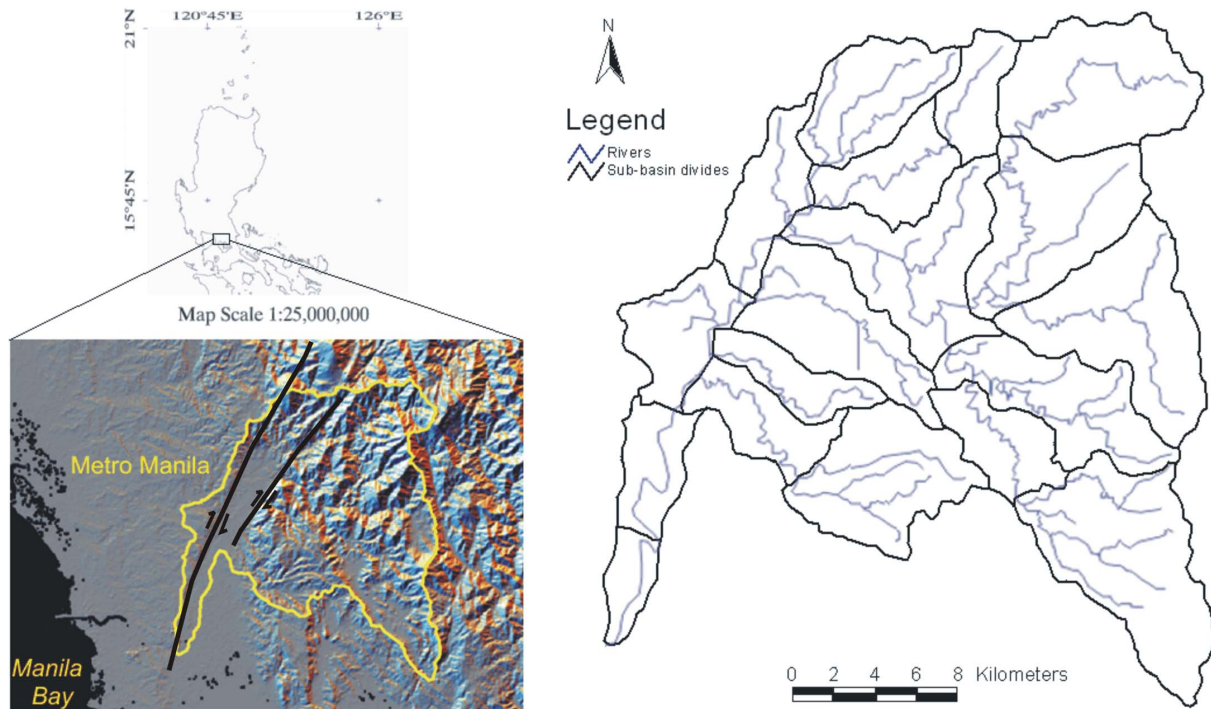 120°45'E
126°E
21°N
15°45'N
Map Scale 1:25,000,000
Metro Manila
Manila
Bay
N
Legend
Rivers
Sub-basin divides
0 2 4 6 8 Kilometers